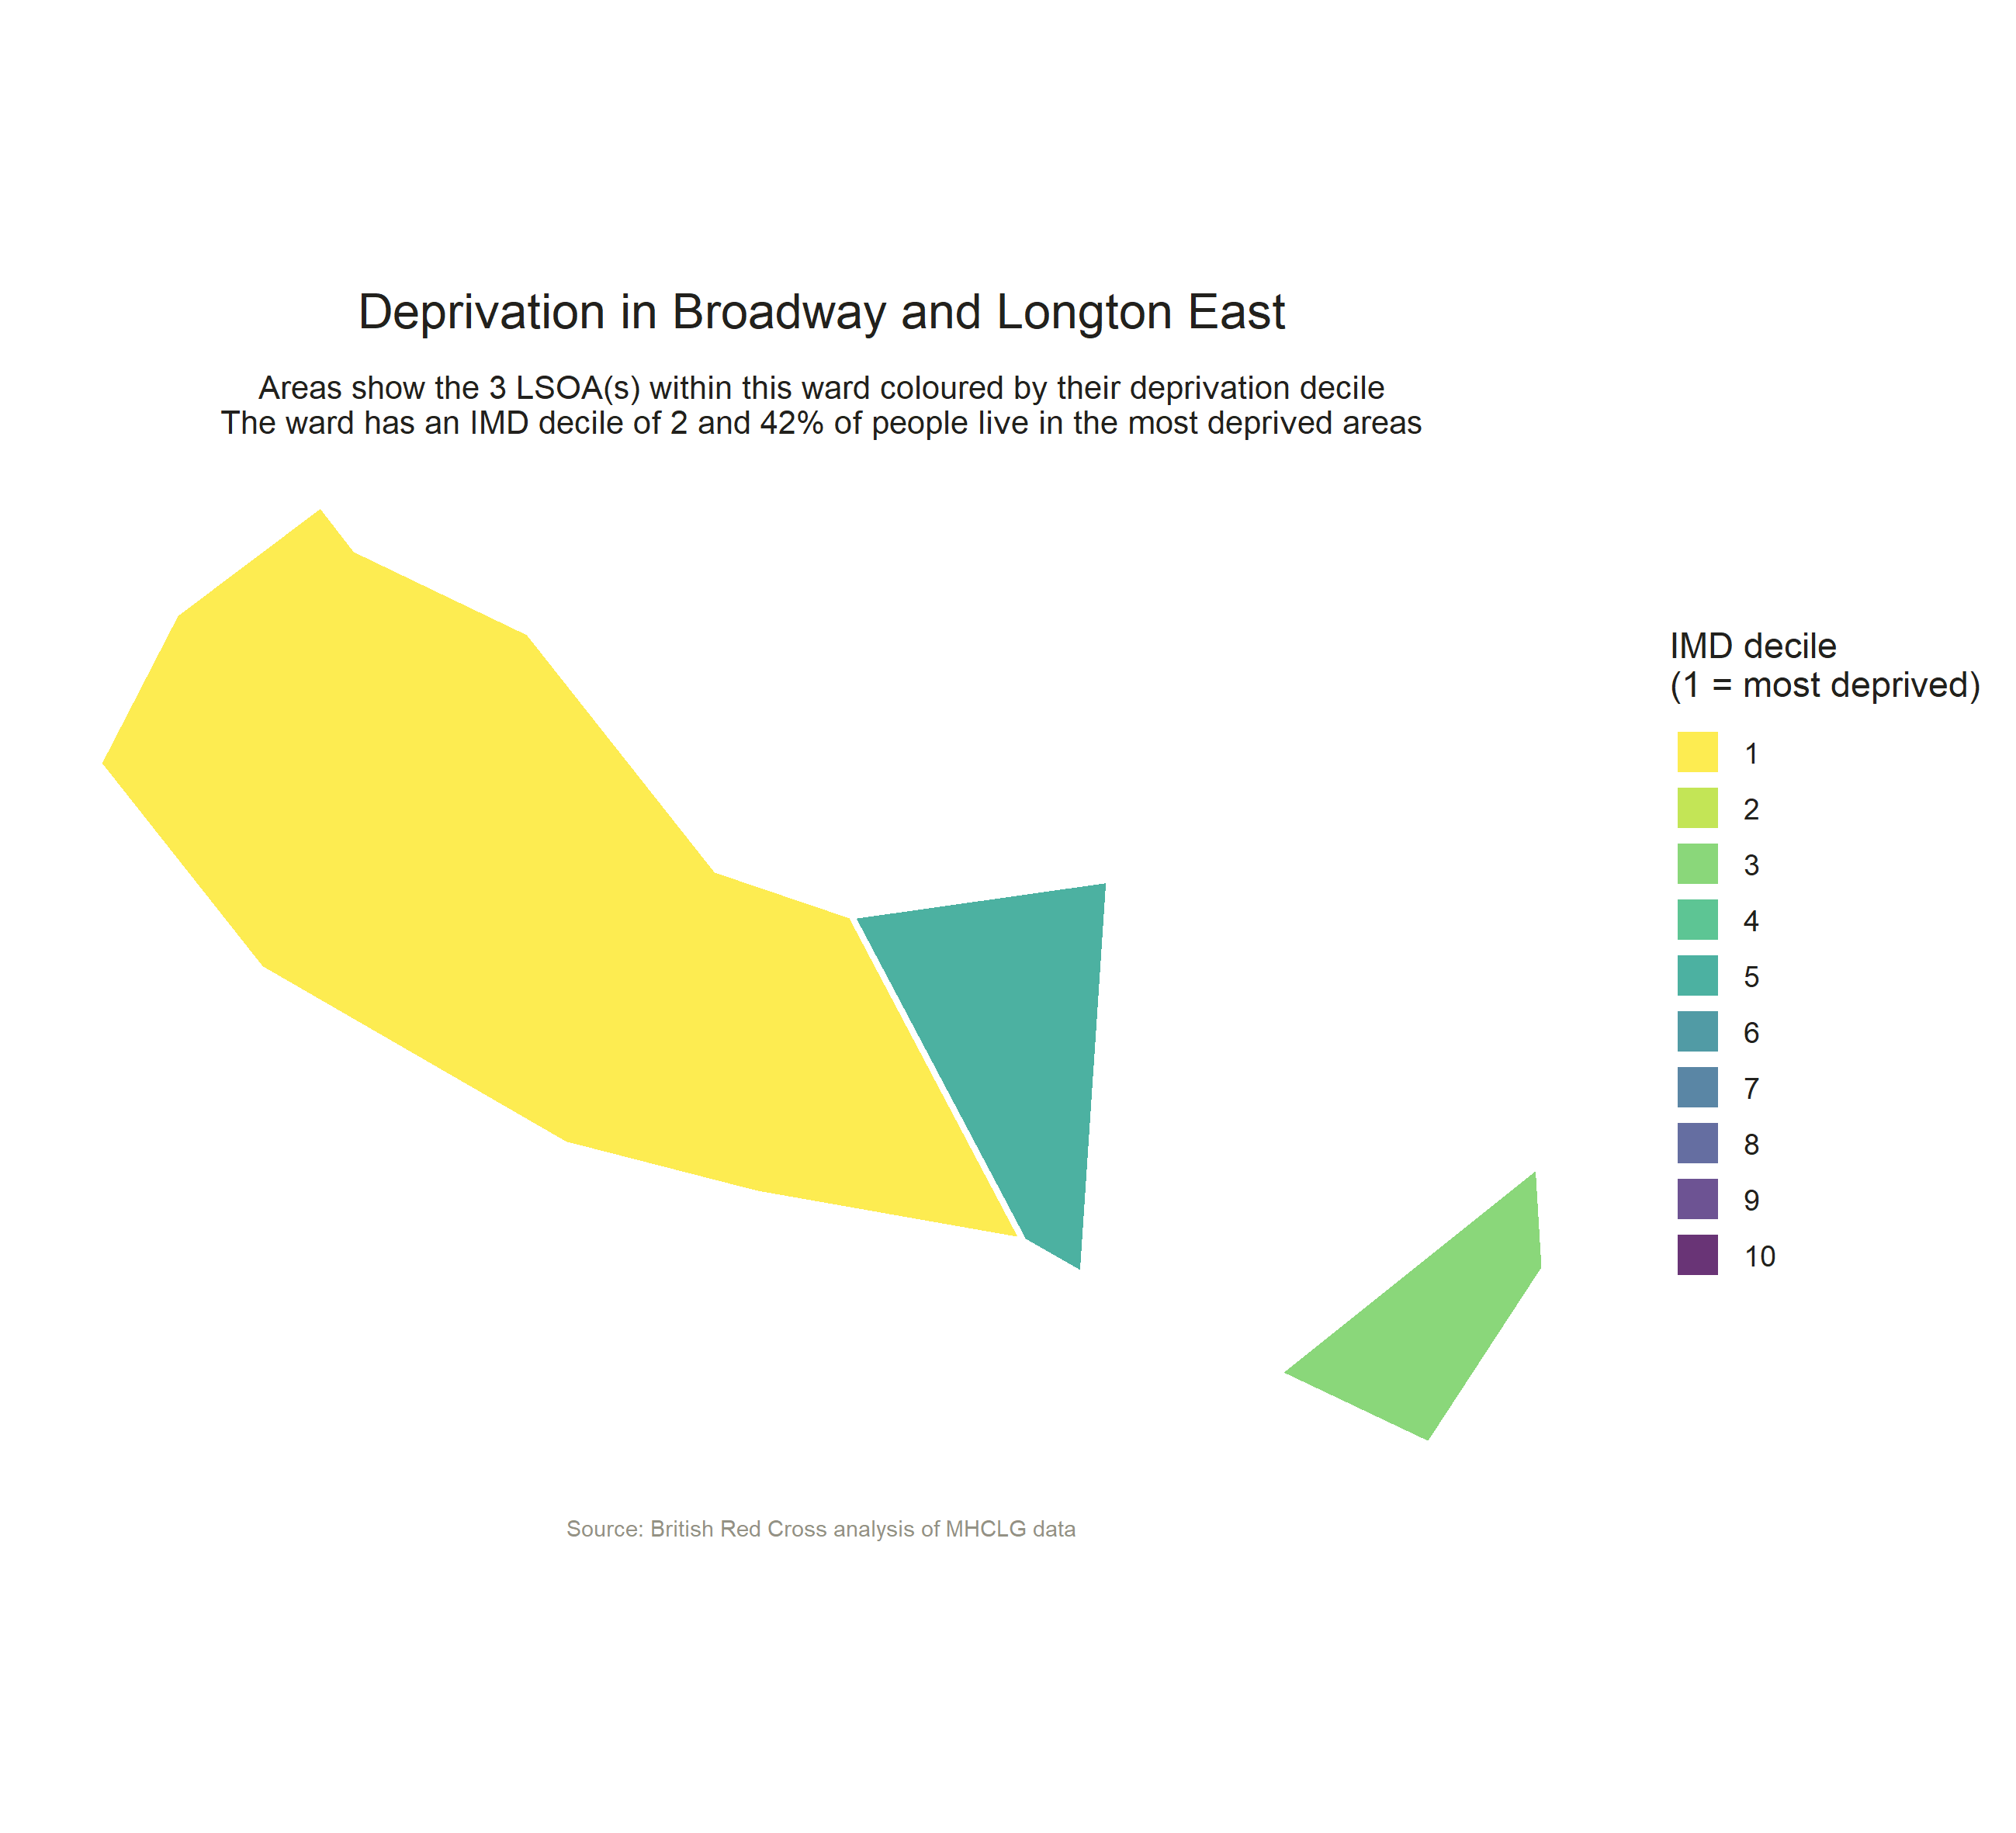 Deprivation in Broadway and Longton East
Areas show the 3 LSOA(s) within this ward coloured by their deprivation decile
The ward has an IMD decile of 2 and 42% of people live in the most deprived areas
IMD decile
(1 = most deprived)
1
2
3
4
5
6
7
8
9
10
Source: British Red Cross analysis of MHCLG data